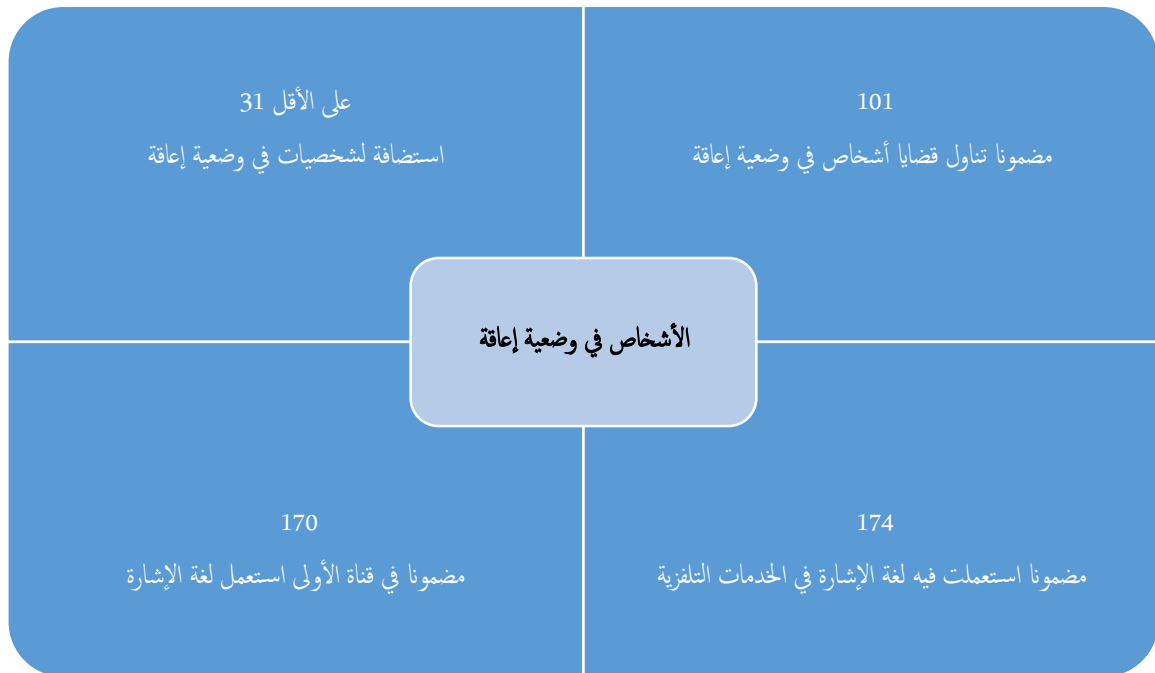 101
مضمونا تناول قضايا أشخاص في وضعية إعاقة
على الأقل 31
استضافة لشخصيات في وضعية إعاقة
الأشخاص في وضعية إعاقة
174
مضمونا استعملت فيه لغة الإشارة في الخدمات التلفزية
170
مضمونا في قناة الأولى استعمل لغة الإشارة